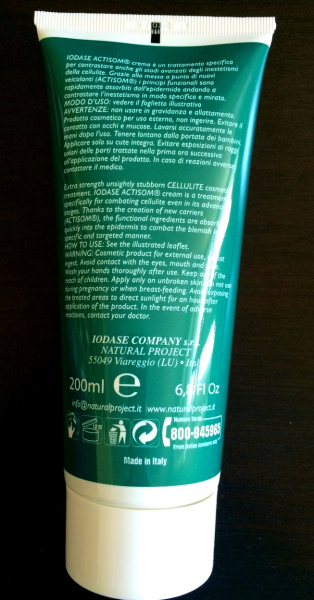 IODASE ACTISOM® crema è un trattamento specifico
per contrastare anche gli stadi avanzati degli inestetismi
della cellulite. Grazie alla messa a punto di nuovi
veicolanti (ACTISOM®) i principi funzionali sono
rapidamente assorbiti dall'epidermide andando a
contrastare l'inestetismo in modo specifico e mirato.
MODO D'USO: vedere il foglietto illustrativo
AVVERTENZE: non usare in gravidanza e allattamento.
Prodotto cosmetico per uso esterno, non ingerire. Evitare il
contatto con occhi e mucose. Lavarsi accuratamente le
mani dopo l'uso. Tenere lontano dalla portata dei bambini.
Applicare solo su cute integra. Evitare esposizioni ai raggi
solari delle parti trattate nella prima ora successiva
all'applicazione del prodotto. In caso di reazioni avverse
contattare il medico.
Extra strength unsightly stubborn CELLULITE cosmetic
treatment. IODASE ACTISOM® cream is a treatment
specifically for combating cellulite even in its advanced
stages. Thanks to the creation of new carriers
(ACTISOM®), the functional ingredients are absorbed
quickly into the epidermis to combat the blemish in
specific and targeted manner.
HOW TO USE: See the illustrated leaflet.
WARNING: Cosmetic product for external use, do not
ingest. Avoid contact with the eyes, mouth and
Wash your hands thoroughly after use. Keep out of the
reach of children. Apply only on unbroken skin. Do not use
during pregnancy or when breast-feeding. Avoid exposing
the treated areas to direct sunlight for an hour after
application of the product. In the event of adverse
reactions, contact your doctor.
IODASE COMPANY s.r.l.
NATURAL PROJECT
55049 Viareggio (LU) • Italy
200ml e 6,8 Fl Oz
info@naturalproject.it www.naturalproject.it
Numero Verde
800-945965
From Italian numbers only
Made in Italy